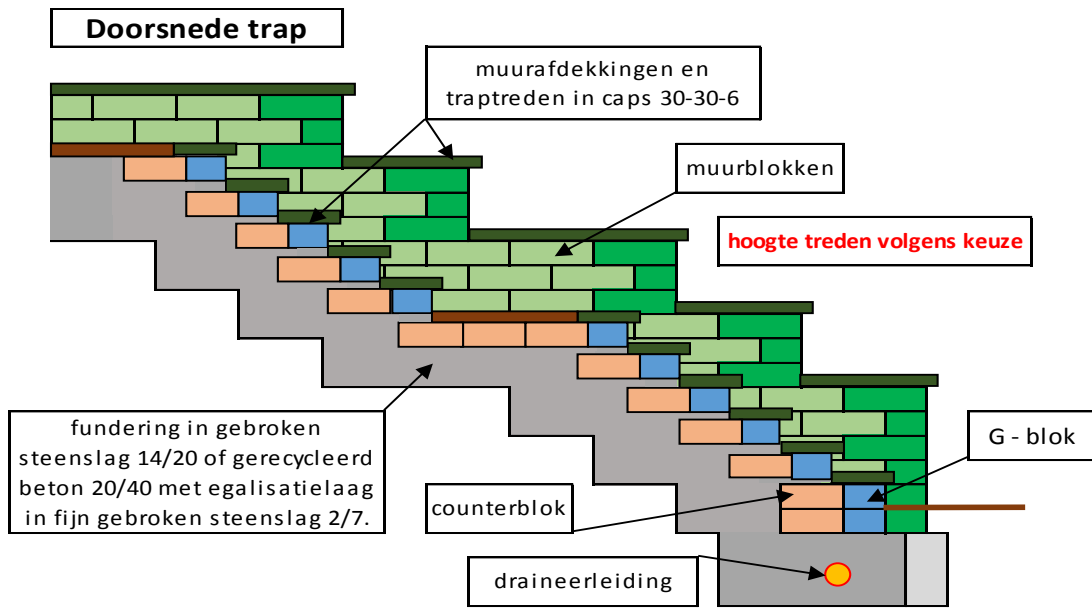 Doorsnede trap
muurafdekkingen en
traptreden in caps 30-30-6
muurblokken
hoogte treden volgens keuze
fundering in gebroken
steenslag 14/20 of gerecycleerd
beton 20/40 met egalisatielaag
in fijn gebroken steenslag 2/7.
G - blok
counterblok
draineerleiding